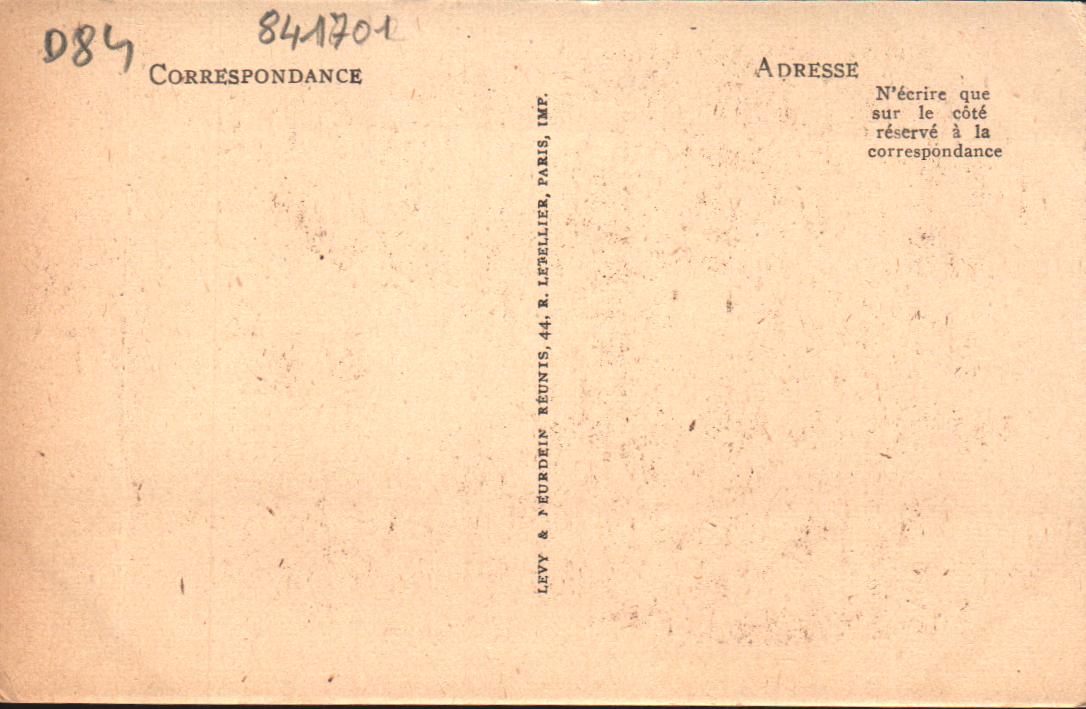 D84
841701
CORRESPONDANCE
ADRESSE
N'écrire que
sur le côté
réservé à la
correspondance
LEVY & NEURDEIN RÉUNIS, 44, R. LETELLIER, PARIS, IMP.